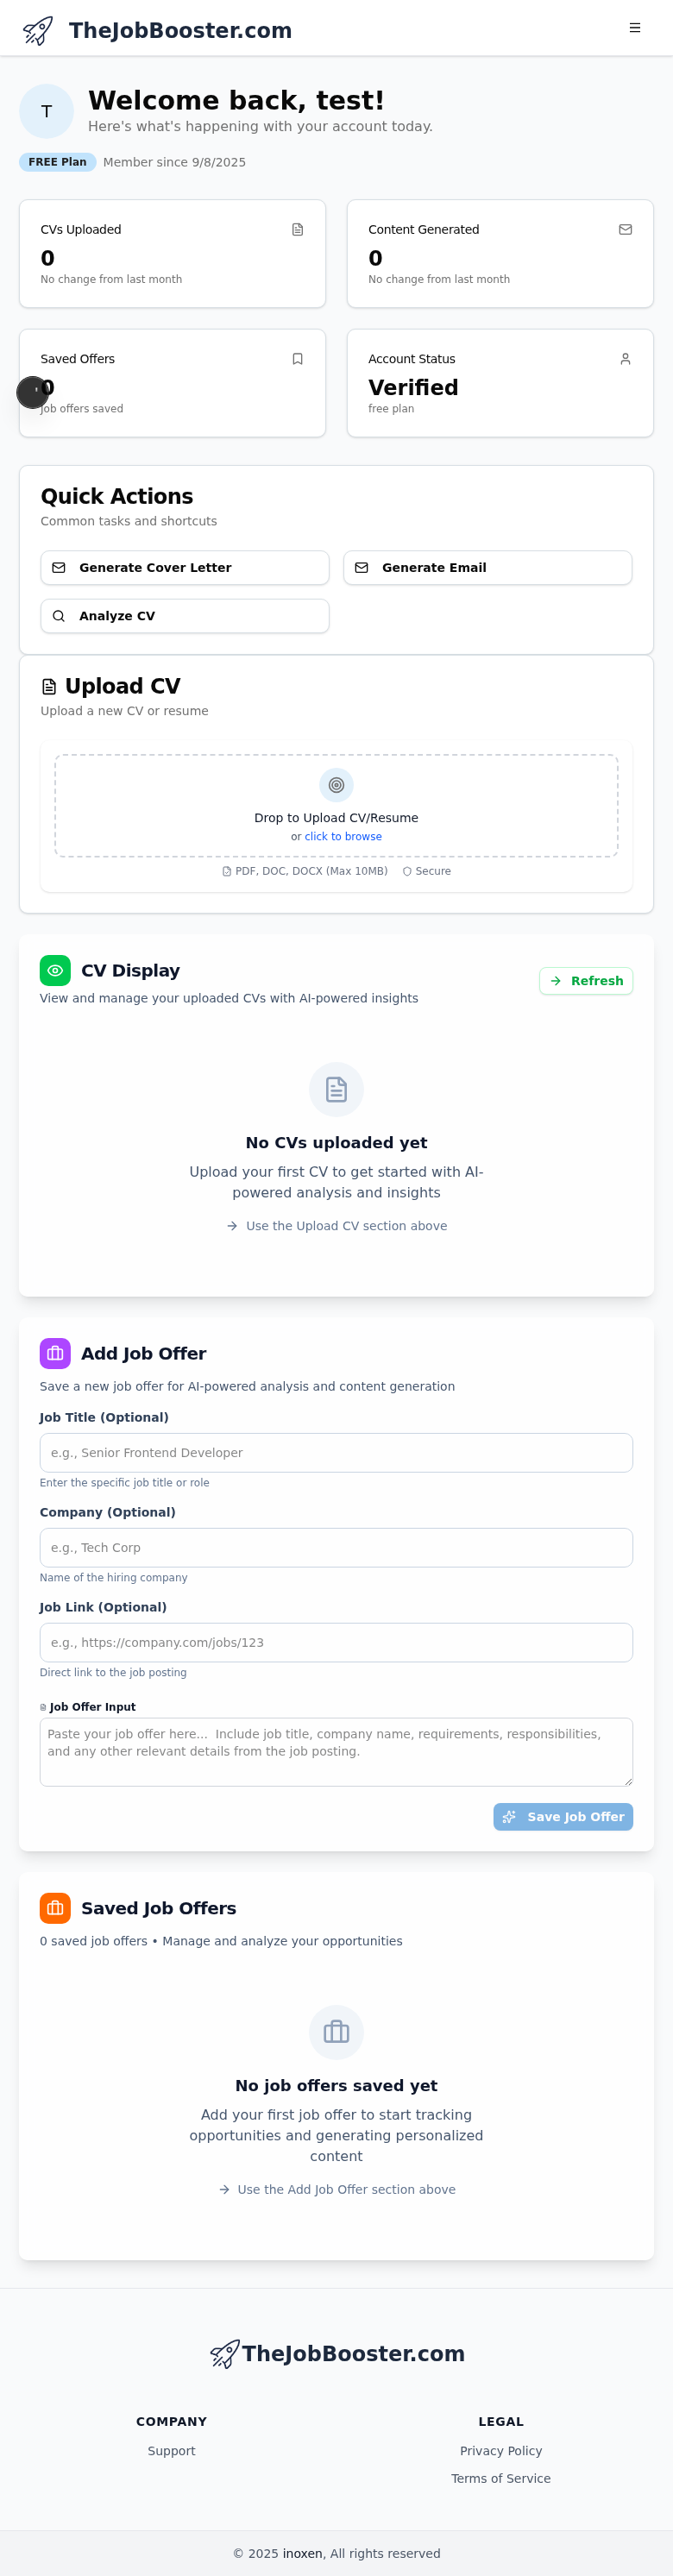 TheJobBooster.com
T
Welcome back, test!
Here's what's happening with your account today.
FREE Plan Member since 9/8/2025
CVs Uploaded
0
No change from last month
Content Generated
0
No change from last month
Saved Offers
0
job offers saved
Account Status
Verified
free plan
Quick Actions
Common tasks and shortcuts
Generate Cover Letter
Generate Email
Analyze CV
Upload CV
Upload a new CV or resume
Drop to Upload CV/Resume
or click to browse
PDF, DOC, DOCX (Max 10MB) Secure
CV Display
Refresh
View and manage your uploaded CVs with AI-powered insights
No CVs uploaded yet
Upload your first CV to get started with AI-
powered analysis and insights
Use the Upload CV section above
Add Job Offer
Save a new job offer for AI-powered analysis and content generation
Job Title (Optional)
e.g., Senior Frontend Developer
Enter the specific job title or role
Company (Optional)
e.g., Tech Corp
Name of the hiring company
Job Link (Optional)
e.g., https://company.com/jobs/123
Direct link to the job posting
Job Offer Input
Paste your job offer here... Include job title, company name, requirements, responsibilities,
and any other relevant details from the job posting.
Save Job Offer
Saved Job Offers
0 saved job offers • Manage and analyze your opportunities
No job offers saved yet
Add your first job offer to start tracking
opportunities and generating personalized
content
Use the Add Job Offer section above
TheJobBooster.com
COMPANY
Support
LEGAL
Privacy Policy
Terms of Service
© 2025 inoxen, All rights reserved